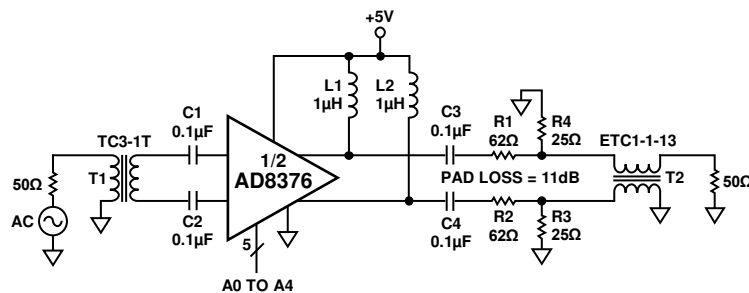 +5V
L1
1µH
L2
1µH
C1
0.1µF
C3
0.1µF
R1
62Ω
R4
25Ω
ETC1-1-13
TC3-1T
T1
50Ω
AC
1/2
AD8376
PAD LOSS = 11dB
T2
50Ω
C2
0.1µF
C4
0.1µF
R2
62Ω
R3
25Ω
5
A0 TO A4